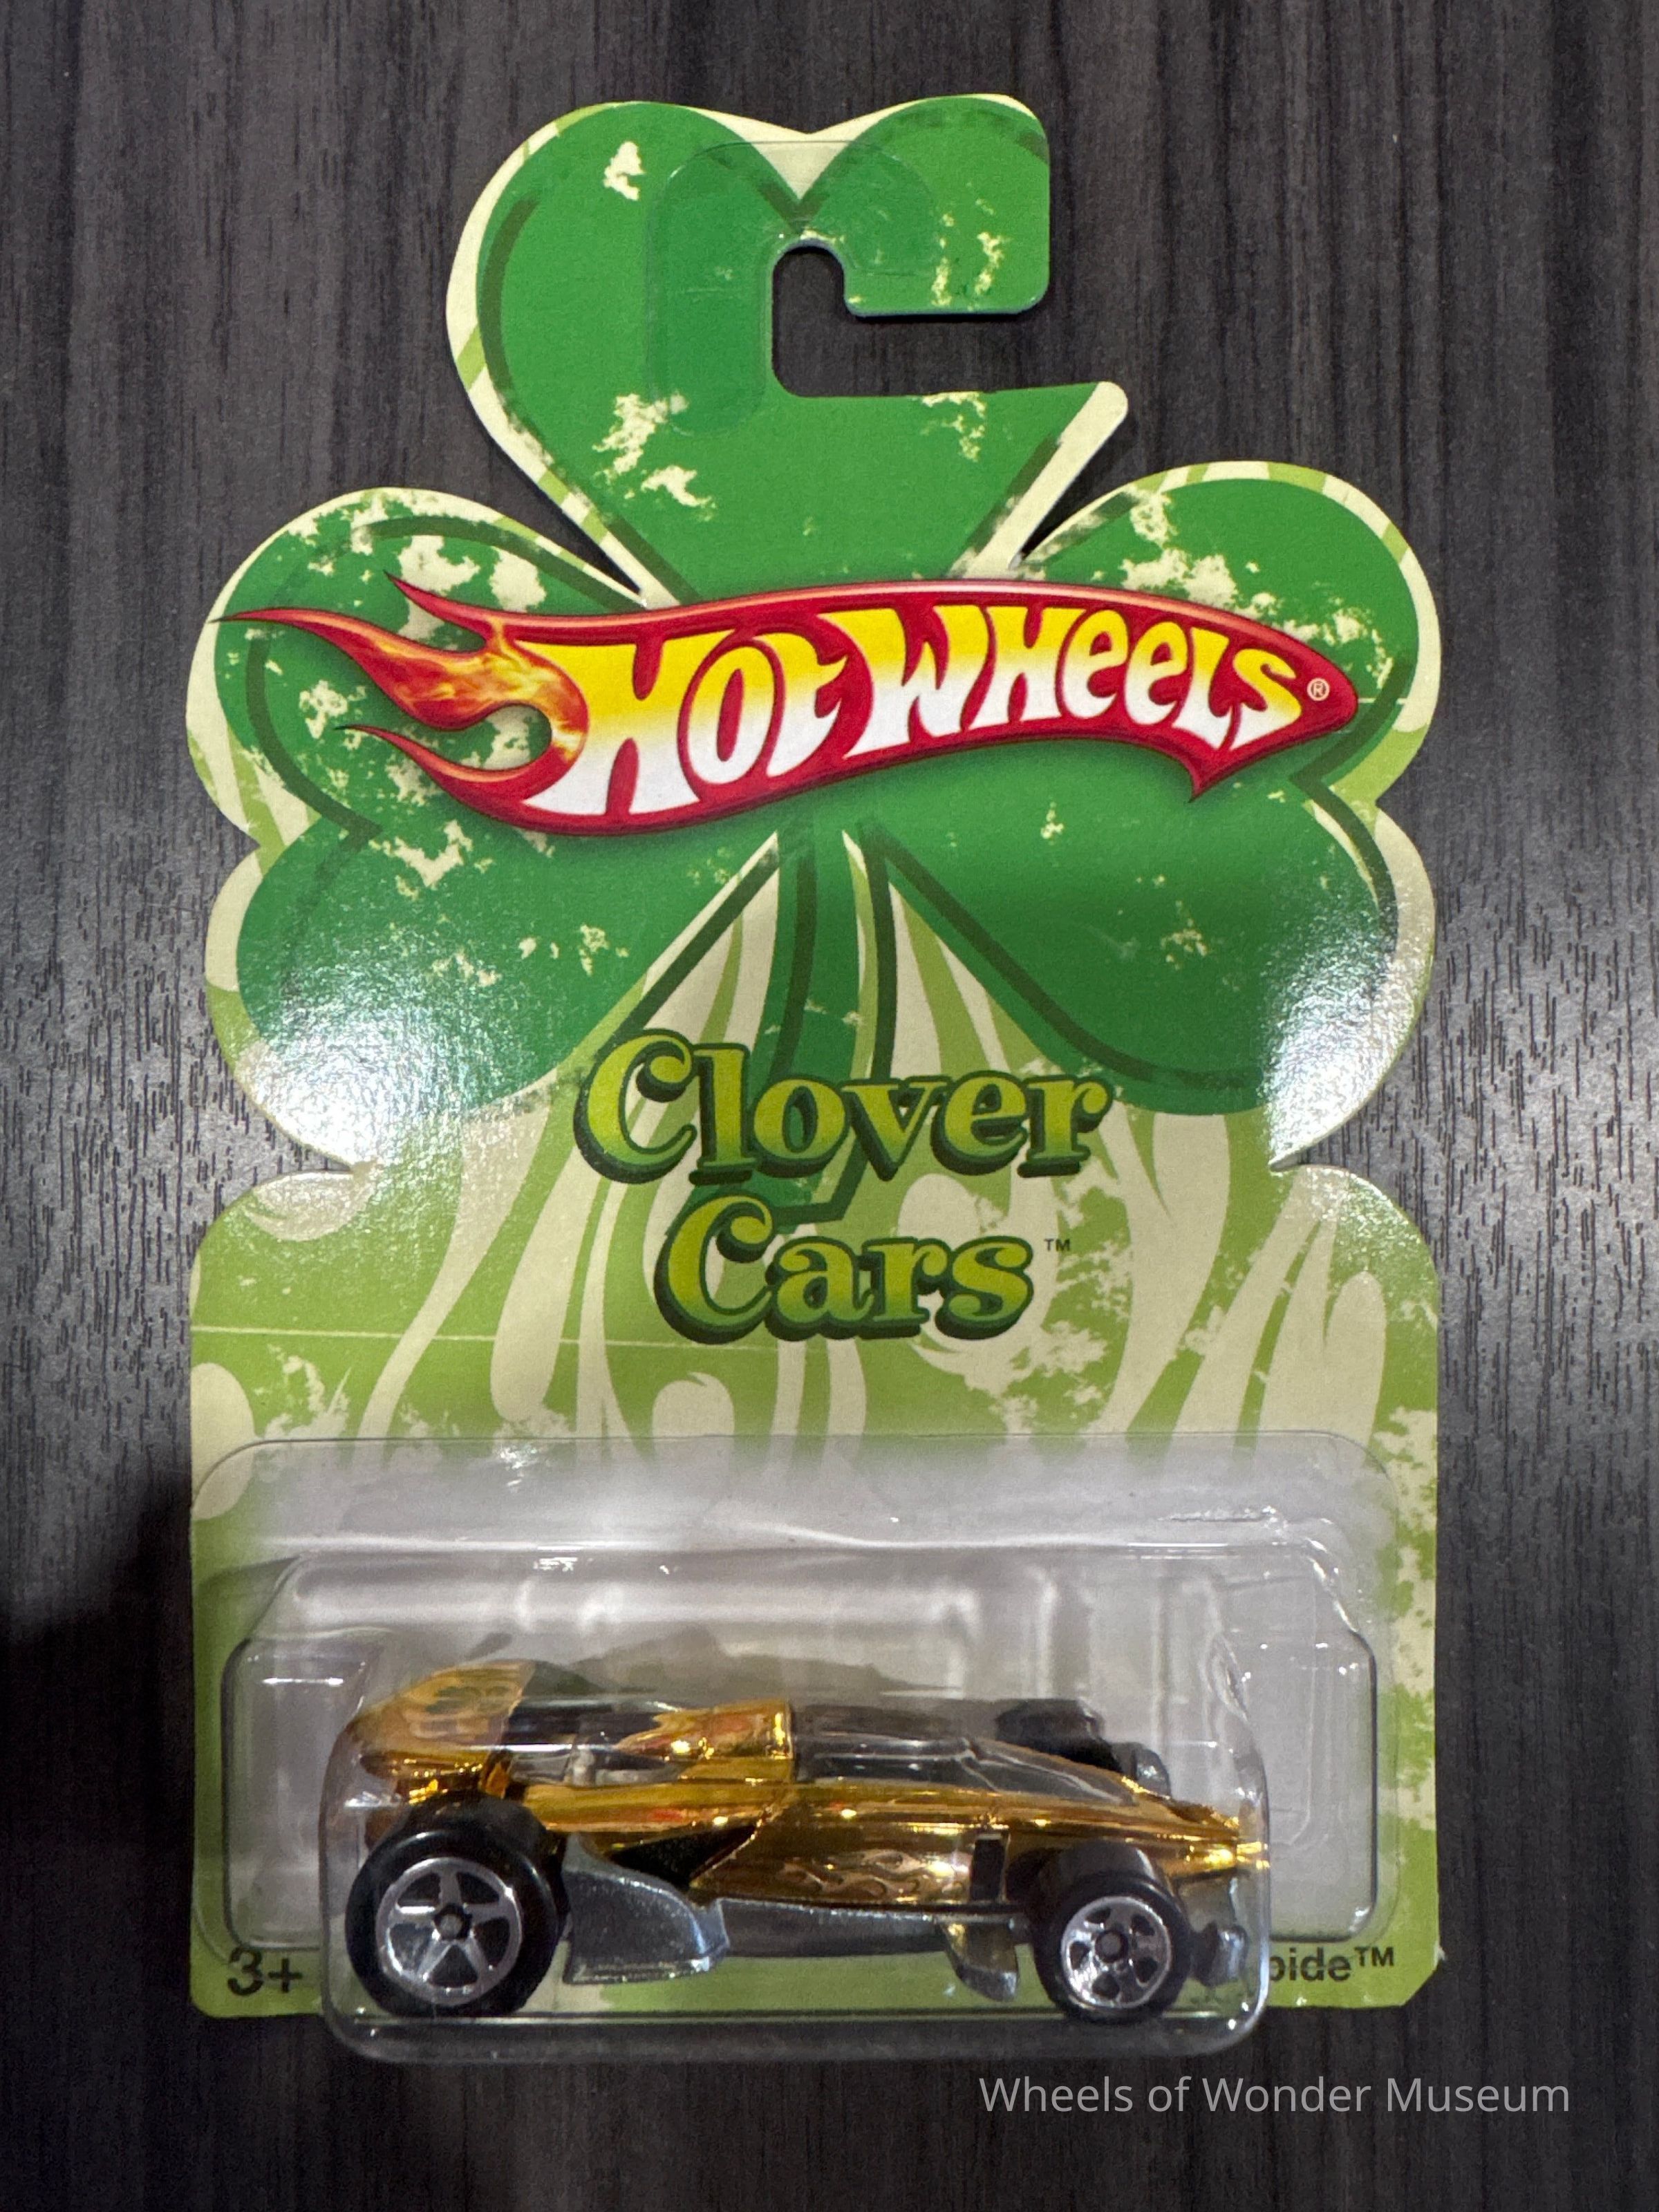 HOT WHEELS®
Clover
Cars™
3+
pide™
Wheels of Wonder Museum